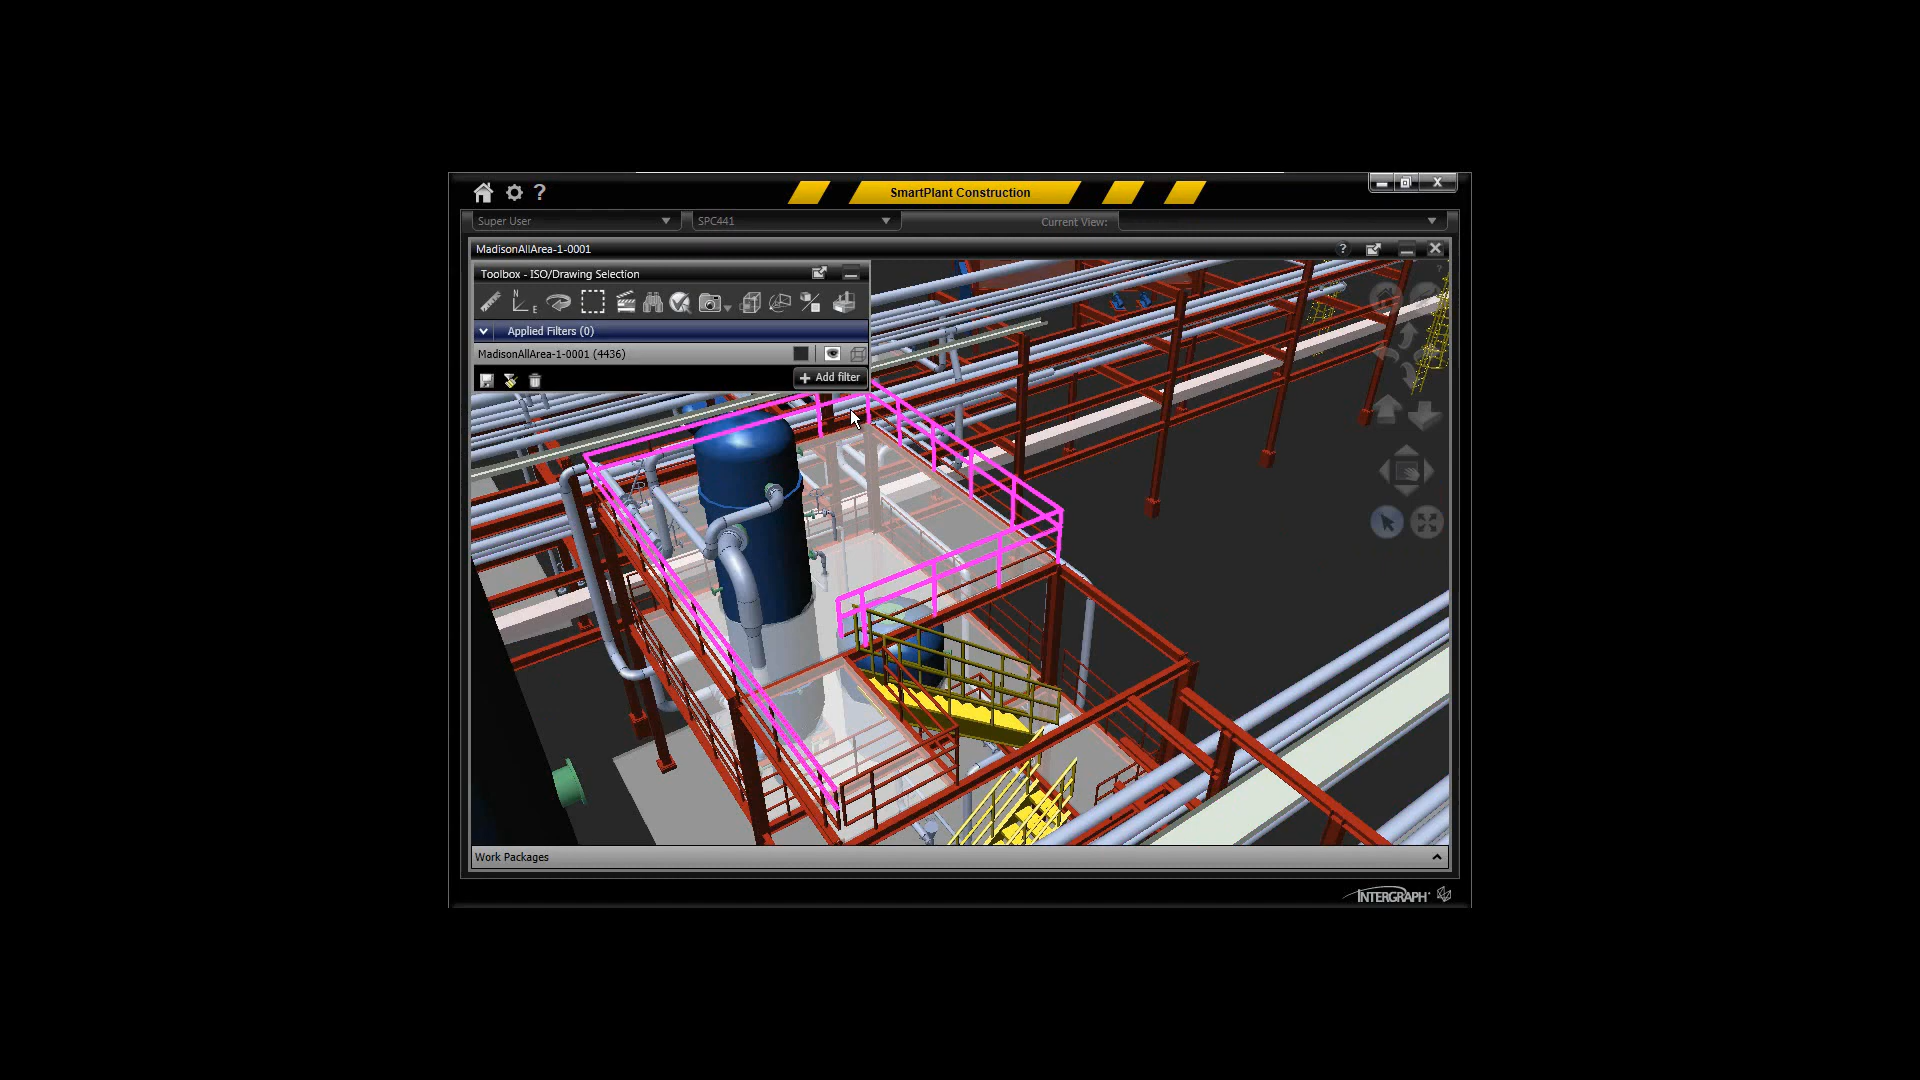 ?
SmartPlant Construction
X
Super User
SPC441
Current View:
MadisonAllArea-1-0001
?
Toolbox - ISO/Drawing Selection
N
E
Applied Filters (0)
MadisonAllArea-1-0001 (4436)
+ Add filter
Work Packages
INTERGRAPH